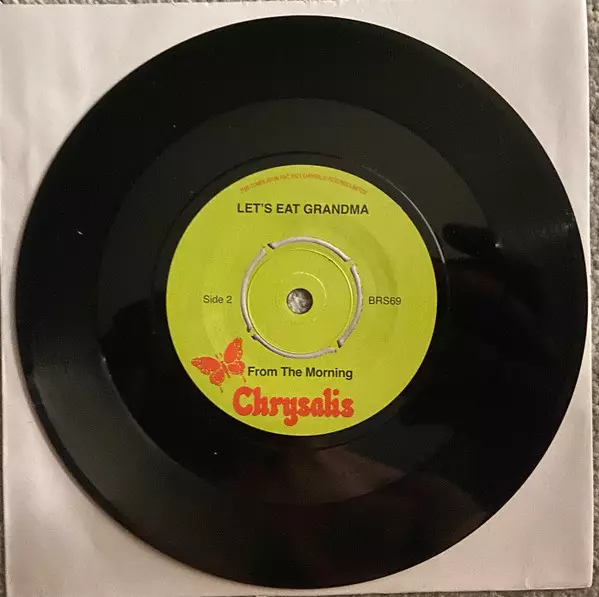 LET'S EAT GRANDMA
Side 2
BRS69
From The Morning
Chrysalis